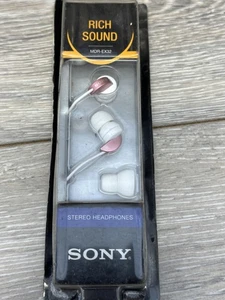 RICH
SOUND
MDR-EX32
STEREO HEADPHONES
SONY